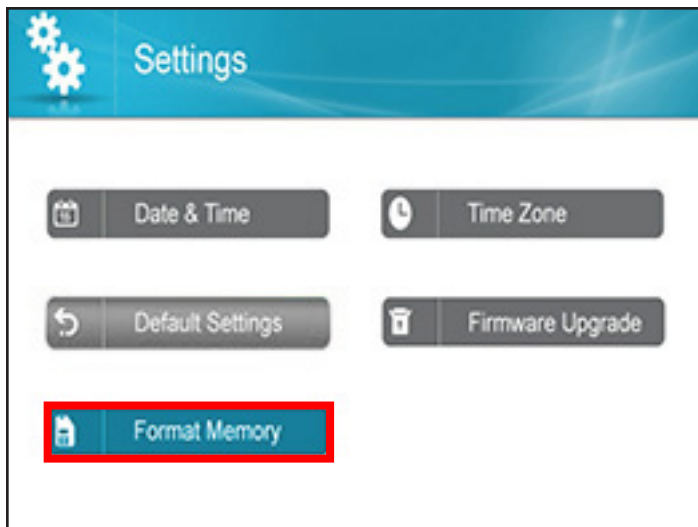 Settings
Date & Time
Time Zone
Default Settings
Firmware Upgrade
Format Memory